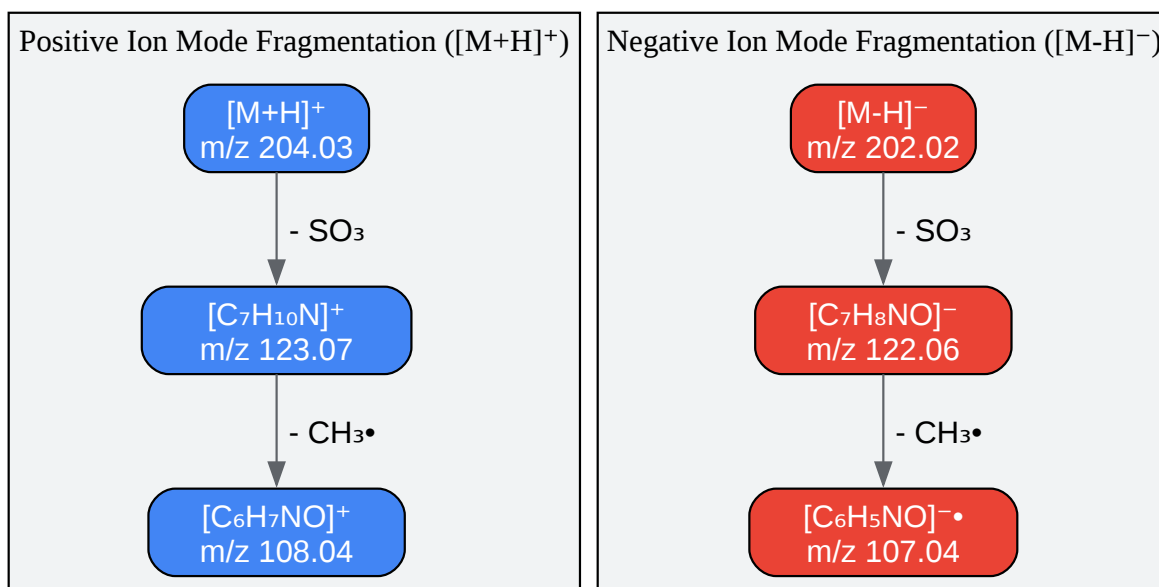 Positive Ion Mode Fragmentation ([M+H]⁺)
[M+H]⁺
m/z 204.03
- SO₃
[C₇H₁₀N]⁺
m/z 123.07
- CH₃•
[C₆H₇NO]⁺
m/z 108.04
Negative Ion Mode Fragmentation ([M-H]⁻)
[M-H]⁻
m/z 202.02
- SO₃
[C₇H₈NO]⁻
m/z 122.06
- CH₃•
[C₆H₅NO]⁻•
m/z 107.04